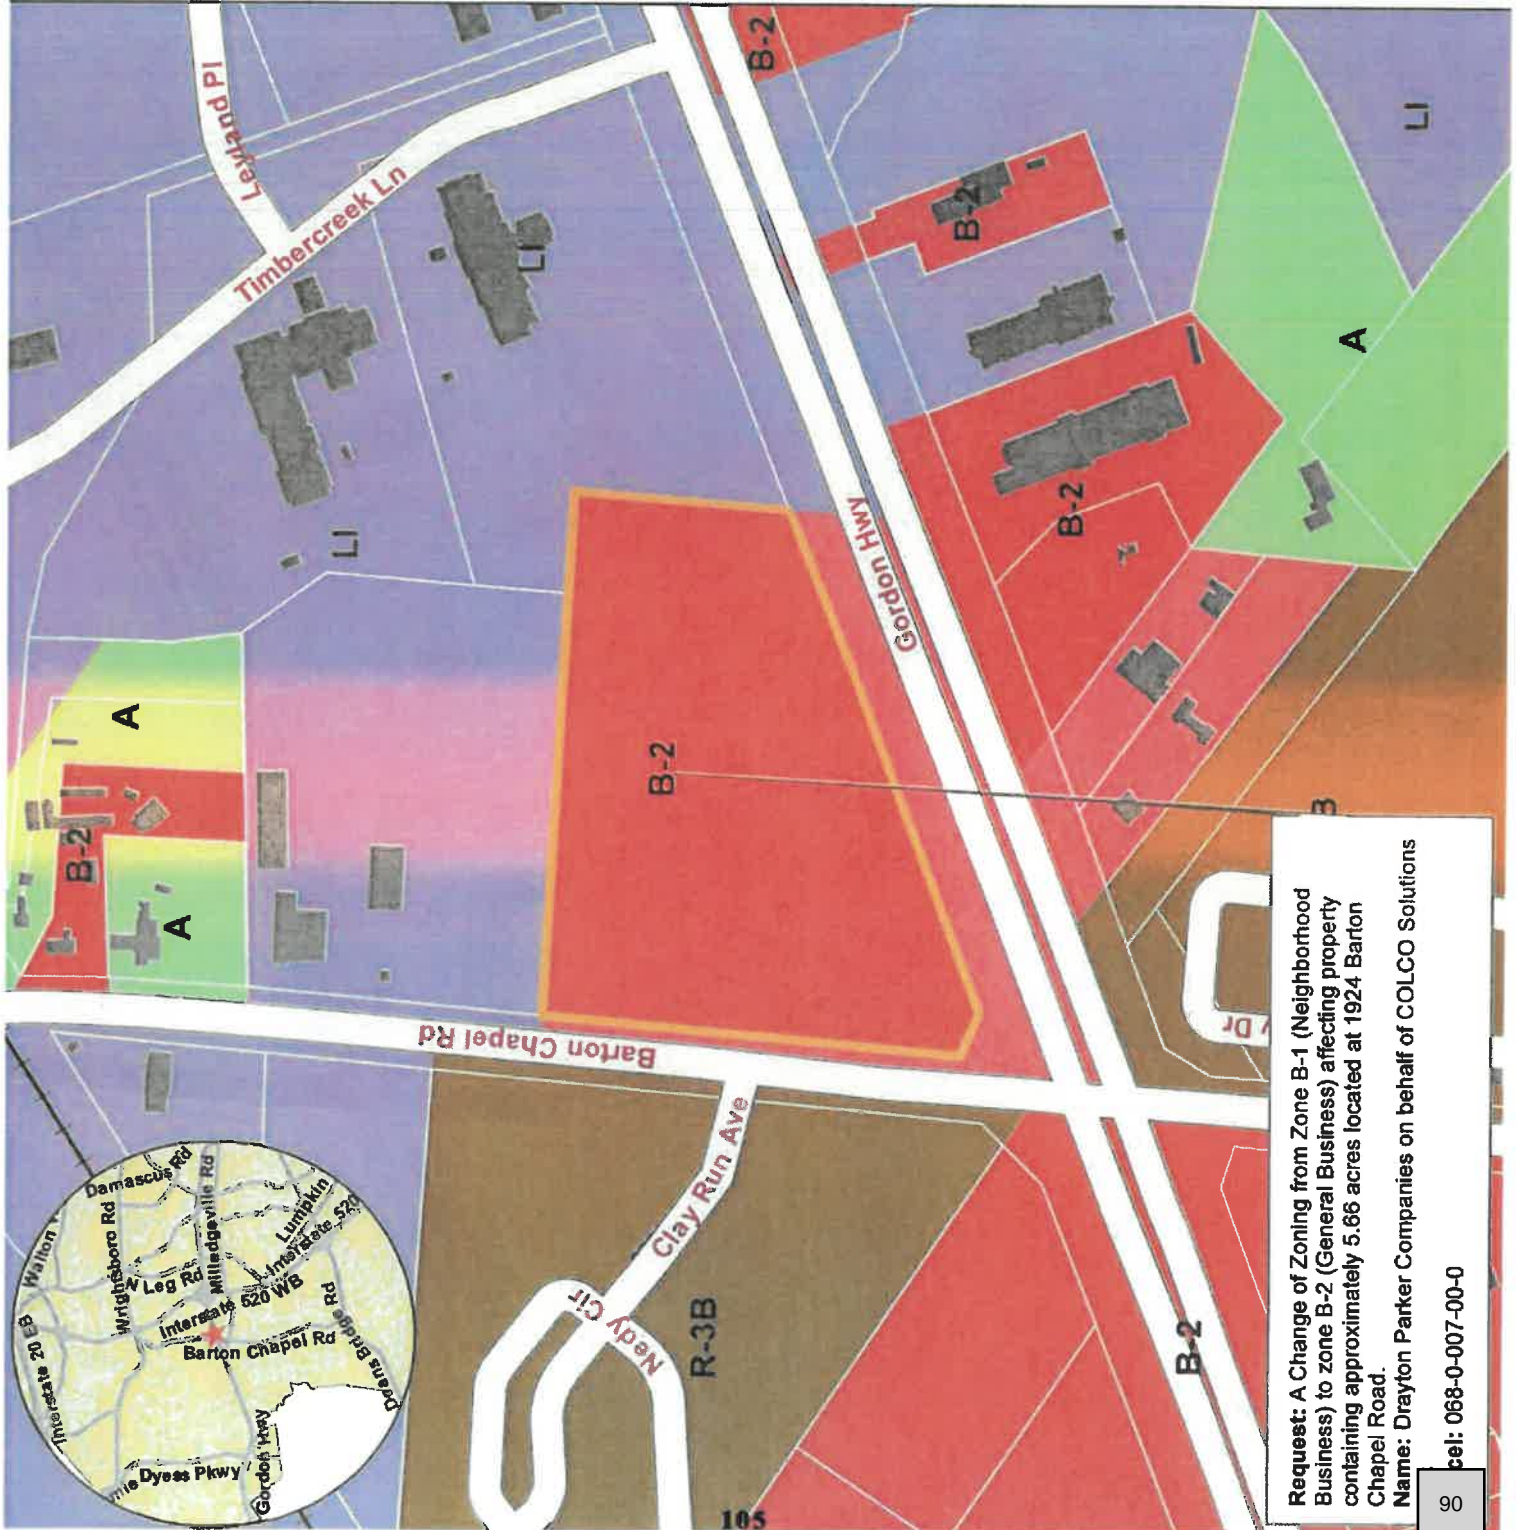 Leyland Pl
Timbercreek Ln
B-2
LI
B-2
LI
A
LI
A
B-2
A
B-2
B-2
B-2
Gordon Hwy
Barton Chapel Rd
Clay Run Ave
Nedy Cir
R-3B
B-2
B
Dr
Interstate 20 EB
Walton
Damascus Rd
Wrightsboro Rd
N Leg Rd
Milledgeville Rd
Lumpkin
Interstate 520
Interstate 520 WB
Barton Chapel Rd
Deans Bridge Rd
Dyess Pkwy
Gordon Hwy
Request: A Change of Zoning from Zone B-1 (Neighborhood
Business) to zone B-2 (General Business) affecting property
containing approximately 5.66 acres located at 1924 Barton
Chapel Road.
Name: Drayton Parker Companies on behalf of COLCO Solutions
cel: 068-0-007-00-0
105
90